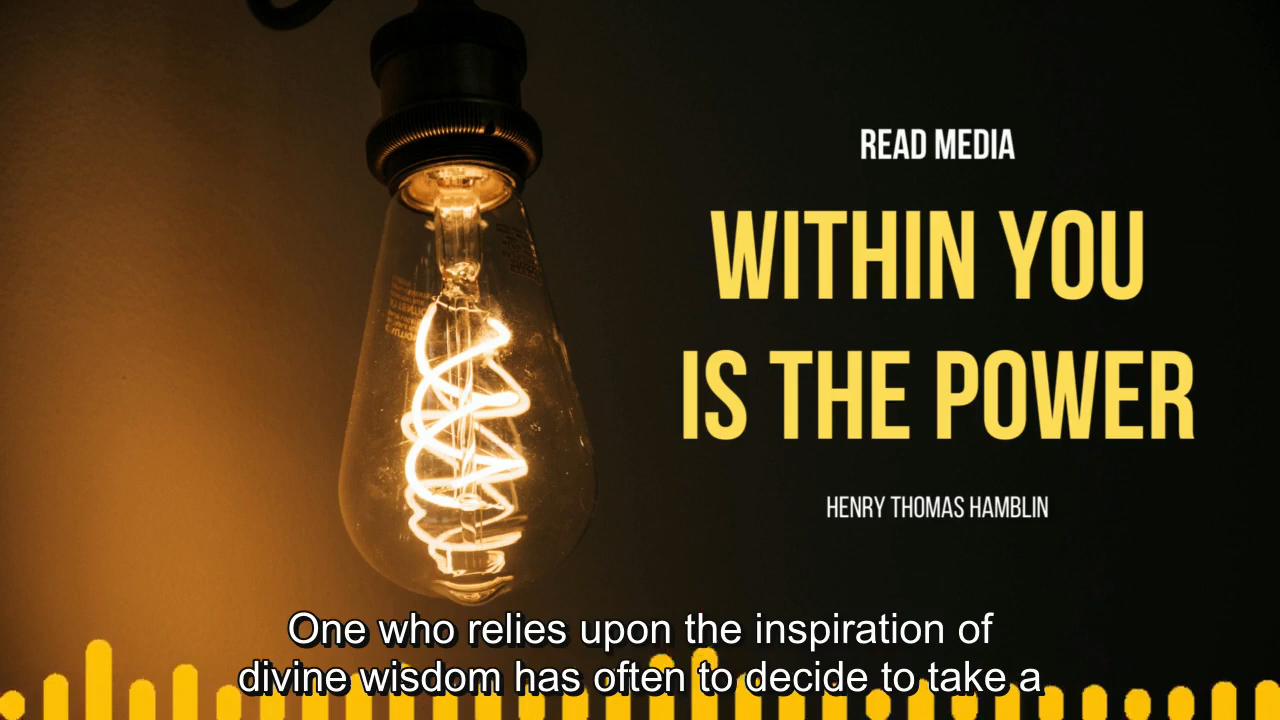 READ MEDIA
WITHIN YOU
IS THE POWER
HENRY THOMAS HAMBLIN
One who relies upon the inspiration of
divine wisdom has often to decide to take a